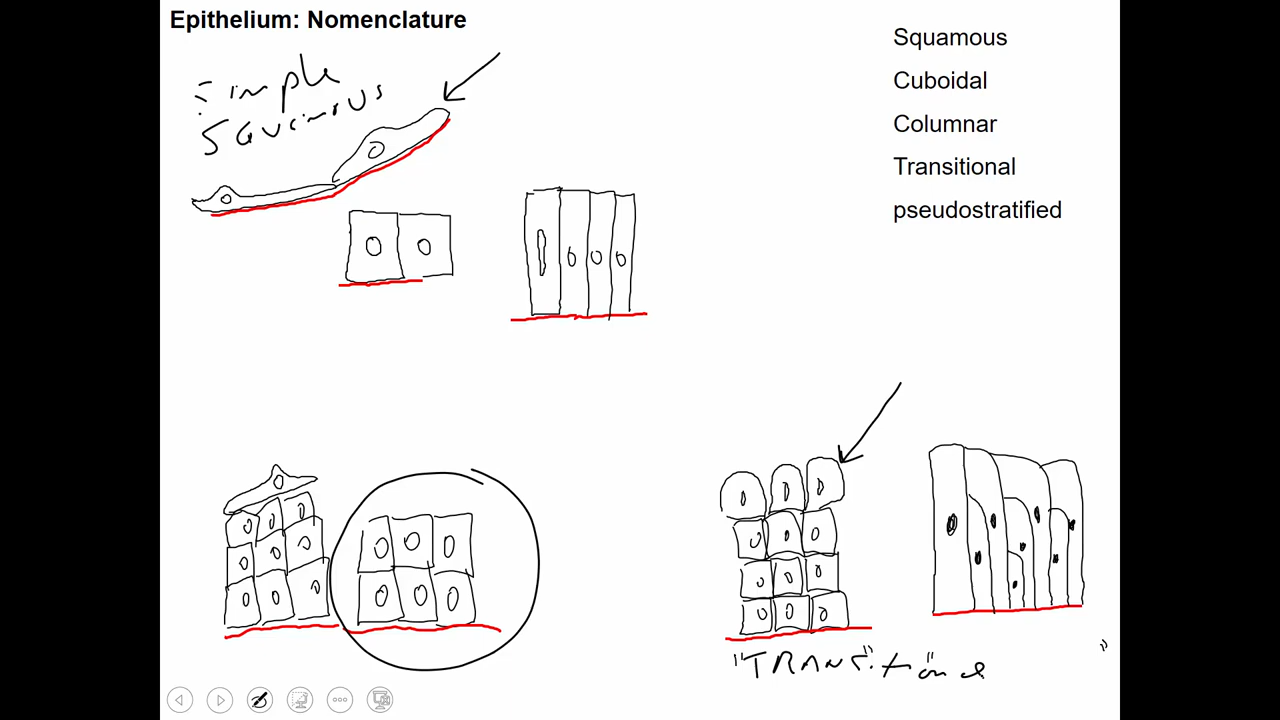 Epithelium: Nomenclature
Simple
Squamous
Squamous
Cuboidal
Columnar
Transitional
pseudostratified
"TRANSitional